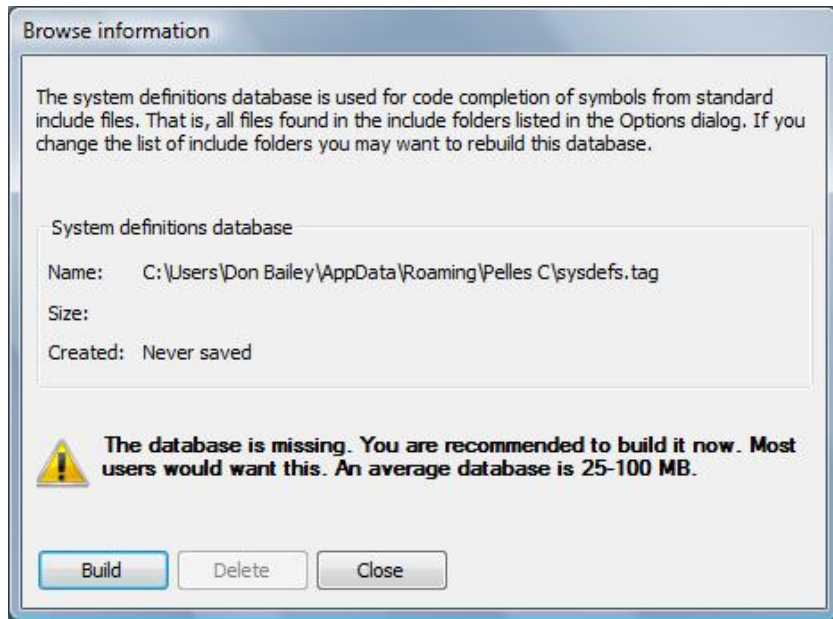 Browse information
The system definitions database is used for code completion of symbols from standard
include files. That is, all files found in the include folders listed in the Options dialog. If you
change the list of include folders you may want to rebuild this database.
System definitions database
Name: C:\Users\Don Bailey\AppData\Roaming\Pelles C\sysdefs.tag
Size:
Created: Never saved
The database is missing. You are recommended to build it now. Most
users would want this. An average database is 25-100 MB.
Build Delete Close